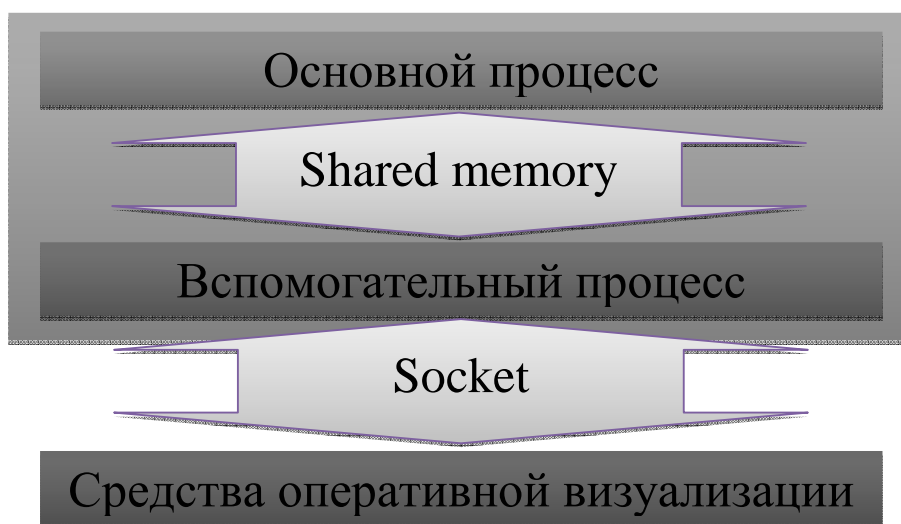 Основной процесс
Shared memory
Вспомогательный процесс
Socket
Средства оперативной визуализации